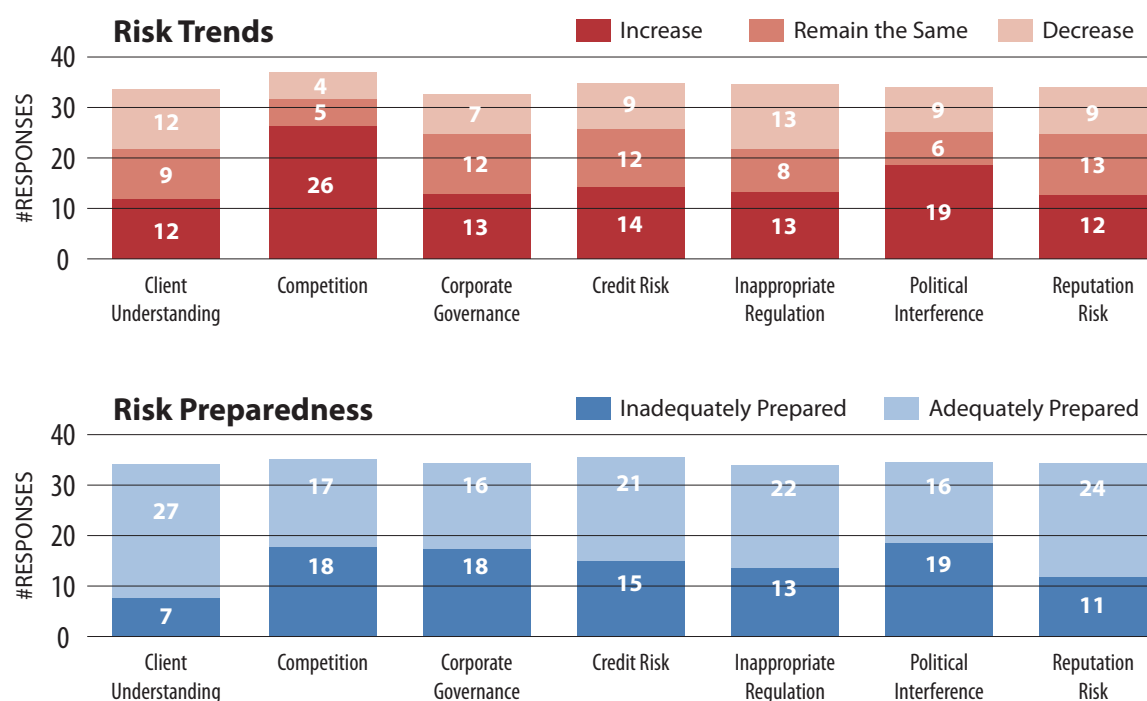 Risk Trends
Increase
Remain the Same
Decrease
#RESPONSES
40
30
20
10
0
12
9
12
4
5
26
7
12
13
9
12
14
13
8
13
9
6
19
9
13
12
Client
Understanding
Competition
Corporate
Governance
Credit Risk
Inappropriate
Regulation
Political
Interference
Reputation
Risk
Risk Preparedness
Inadequately Prepared
Adequately Prepared
#RESPONSES
40
30
20
10
0
27
7
17
18
16
18
21
15
22
13
16
19
24
11
Client
Understanding
Competition
Corporate
Governance
Credit Risk
Inappropriate
Regulation
Political
Interference
Reputation
Risk